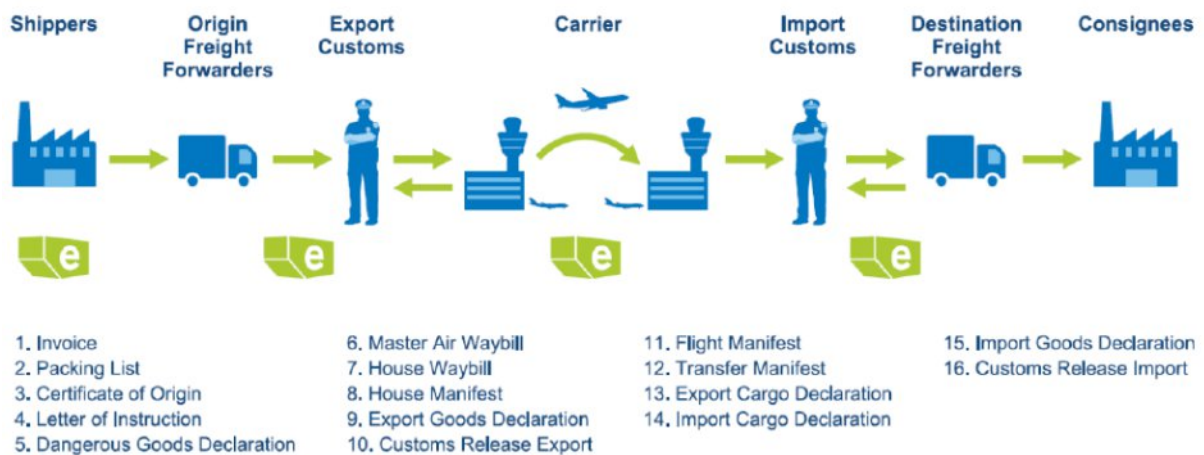 Shippers
Origin
Freight
Forwarders
Export
Customs
Carrier
Import
Customs
Destination
Freight
Forwarders
Consignees
e
e
e
e
1. Invoice
2. Packing List
3. Certificate of Origin
4. Letter of Instruction
5. Dangerous Goods Declaration
6. Master Air Waybill
7. House Waybill
8. House Manifest
9. Export Goods Declaration
10. Customs Release Export
11. Flight Manifest
12. Transfer Manifest
13. Export Cargo Declaration
14. Import Cargo Declaration
15. Import Goods Declaration
16. Customs Release Import